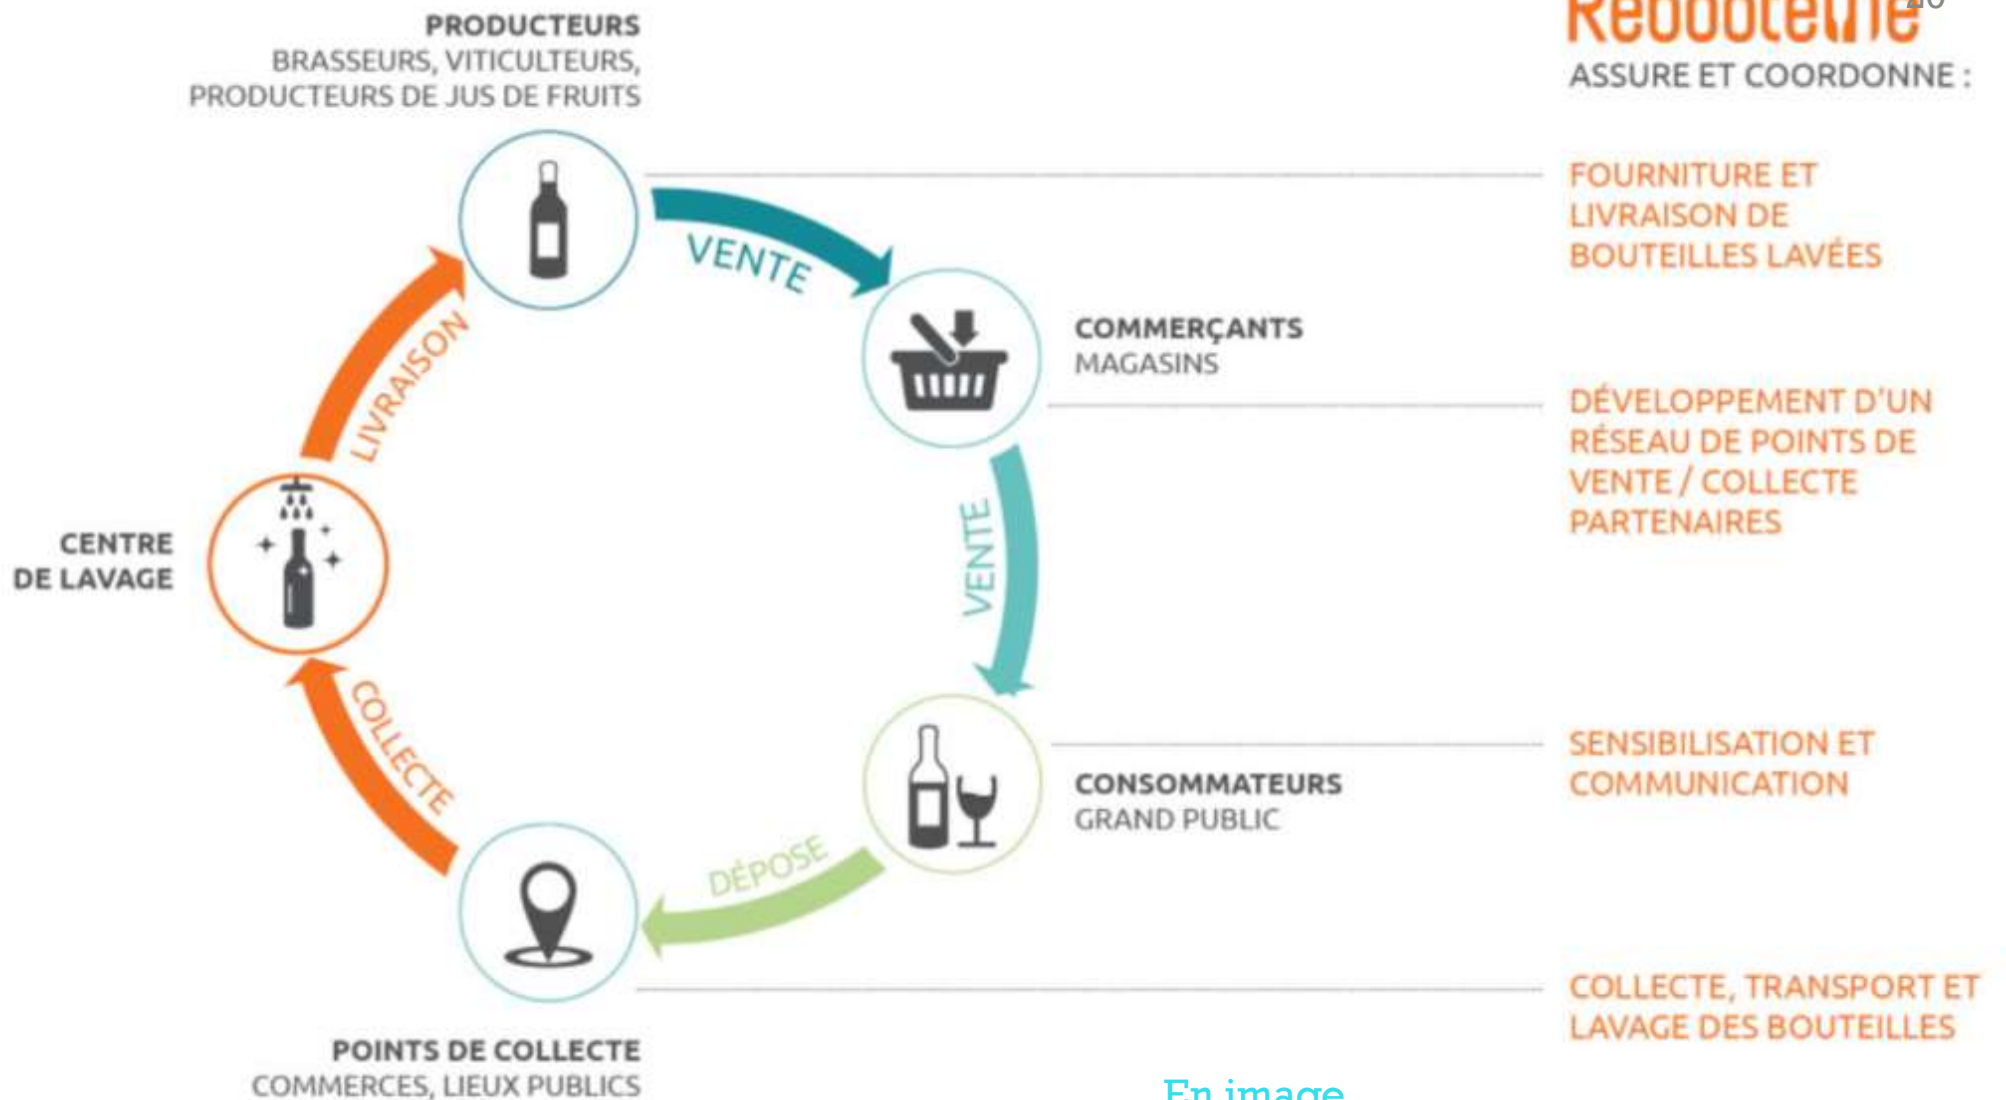 PRODUCTEURS
BRASSEURS, VITICULTEURS,
PRODUCTEURS DE JUS DE FRUITS
VENTE
COMMERÇANTS
MAGASINS
VENTE
CONSOMMATEURS
GRAND PUBLIC
DÉPOSE
POINTS DE COLLECTE
COMMERCES, LIEUX PUBLICS
COLLECTE
CENTRE
DE LAVAGE
LIVRAISON
ASSURE ET COORDONNE :
FOURNITURE ET
LIVRAISON DE
BOUTEILLES LAVÉES
DÉVELOPPEMENT D'UN
RÉSEAU DE POINTS DE
VENTE / COLLECTE
PARTENAIRES
SENSIBILISATION ET
COMMUNICATION
COLLECTE, TRANSPORT ET
LAVAGE DES BOUTEILLES
En image